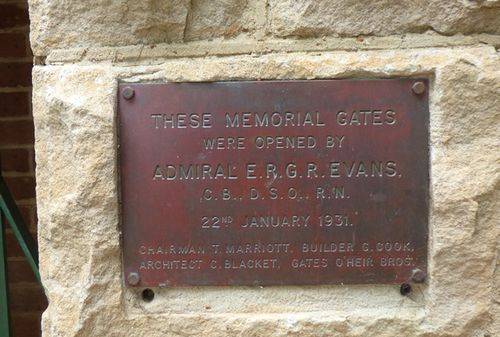 THESE MEMORIAL GATES
WERE OPENED BY
ADMIRAL E.R.G.R. EVANS,
C.B., D.S.O., R.N.
22ND JANUARY 1931.
CHAIRMAN T. MARRIOTT. BUILDER G. COOK,
ARCHITECT C. BLACKET, GATES O'HEIR BROS.